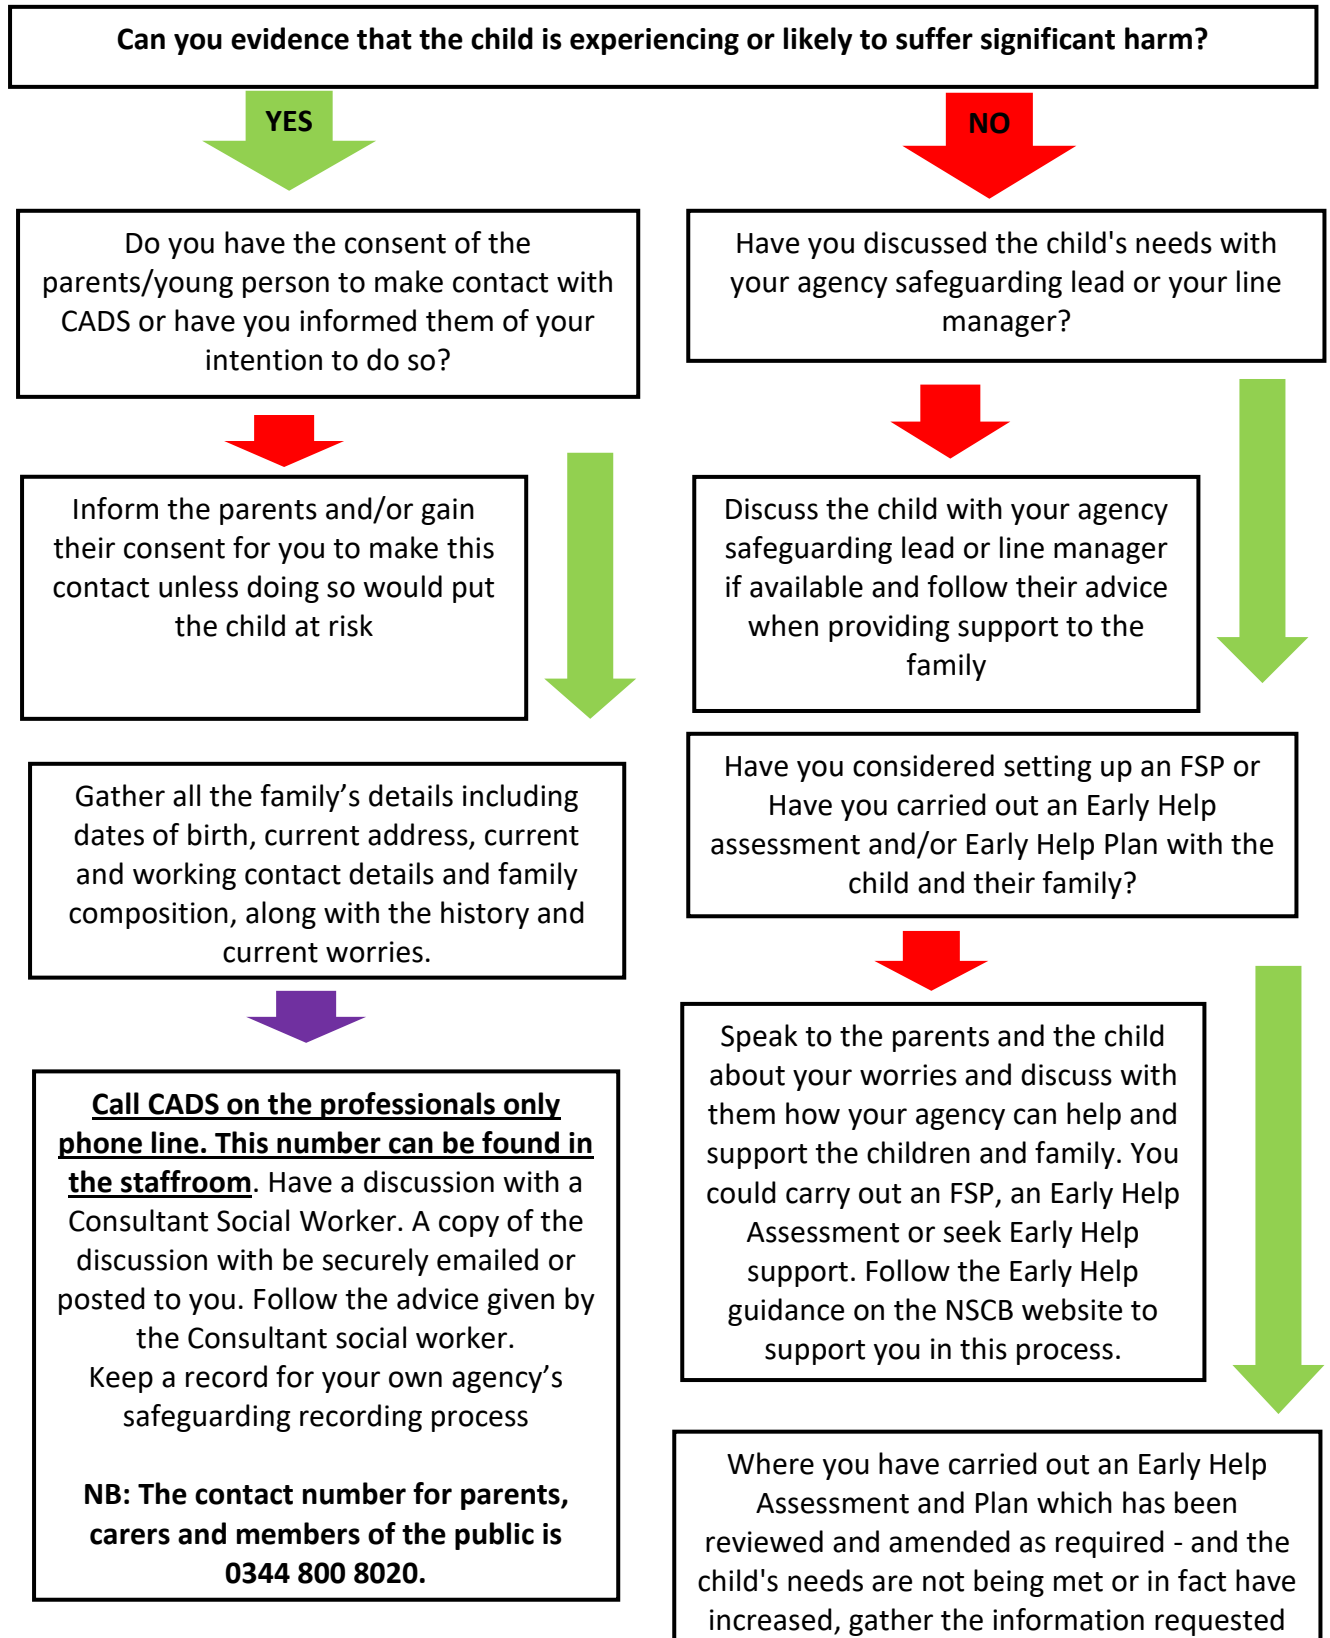 Can you evidence that the child is experiencing or likely to suffer significant harm?
YES
NO
Do you have the consent of the
parents/young person to make contact with
CADS or have you informed them of your
intention to do so?
Have you discussed the child's needs with
your agency safeguarding lead or your line
manager?
Inform the parents and/or gain
their consent for you to make this
contact unless doing so would put
the child at risk
Discuss the child with your agency
safeguarding lead or line manager
if available and follow their advice
when providing support to the
family
Gather all the family’s details including
dates of birth, current address, current
and working contact details and family
composition, along with the history and
current worries.
Have you considered setting up an FSP or
Have you carried out an Early Help
assessment and/or Early Help Plan with the
child and their family?
Call CADS on the professionals only
phone line. This number can be found in
the staffroom. Have a discussion with a
Consultant Social Worker. A copy of the
discussion with be securely emailed or
posted to you. Follow the advice given by
the Consultant social worker.
Keep a record for your own agency’s
safeguarding recording process
NB: The contact number for parents,
carers and members of the public is
0344 800 8020.
Speak to the parents and the child
about your worries and discuss with
them how your agency can help and
support the children and family. You
could carry out an FSP, an Early Help
Assessment or seek Early Help
support. Follow the Early Help
guidance on the NSCB website to
support you in this process.
Where you have carried out an Early Help
Assessment and Plan which has been
reviewed and amended as required - and the
child's needs are not being met or in fact have
increased, gather the information requested